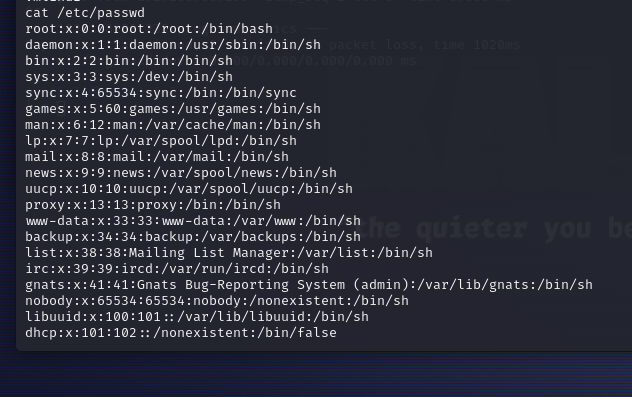 cat /etc/passwd
root:x:0:0:root:/root:/bin/bash
daemon:x:1:1:daemon:/usr/sbin:/bin/sh
packet loss, time 1020ms
bin:x:2:2:bin:/bin:/bin/sh
sys:x:3:3:sys:/dev:/bin/sh
sync:x:4:65534:sync:/bin:/bin/sync
games:x:5:60:games:/usr/games:/bin/sh
man:x:6:12:man:/var/cache/man:/bin/sh
lp:x:7:7:lp:/var/spool/lpd:/bin/sh
mail:x:8:8:mail:/var/mail:/bin/sh
news:x:9:9:news:/var/spool/news:/bin/sh
uucp:x:10:10:uucp:/var/spool/uucp:/bin/sh
proxy:x:13:13:proxy:/bin:/bin/sh
www-data:x:33:33:www-data:/var/www:/bin/sh
the quieter you be
backup:x:34:34:backup:/var/backups:/bin/sh
list:x:38:38:Mailing List Manager:/var/list:/bin/sh
irc:x:39:39:ircd:/var/run/ircd:/bin/sh
gnats:x:41:41:Gnats Bug-Reporting System (admin):/var/lib/gnats:/bin/sh
nobody:x:65534:65534:nobody:/nonexistent:/bin/sh
libuuid:x:100:101::/var/lib/libuuid:/bin/sh
dhcp:x:101:102::/nonexistent:/bin/false